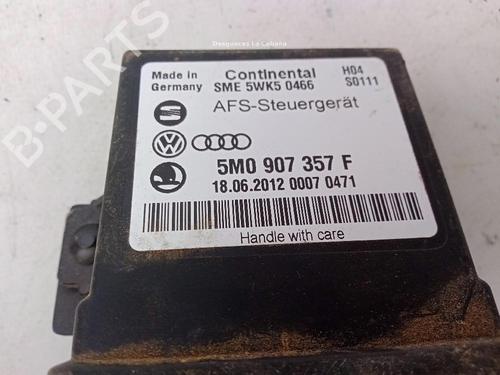 Desguaces La Cabaña
Made in Germany
Continental
SME 5WK5 0466
H04
S0111
AFS-Steuergerät
5M0 907 357 F
18.06.2012 0007 0471
Handle with care
B-PARTS